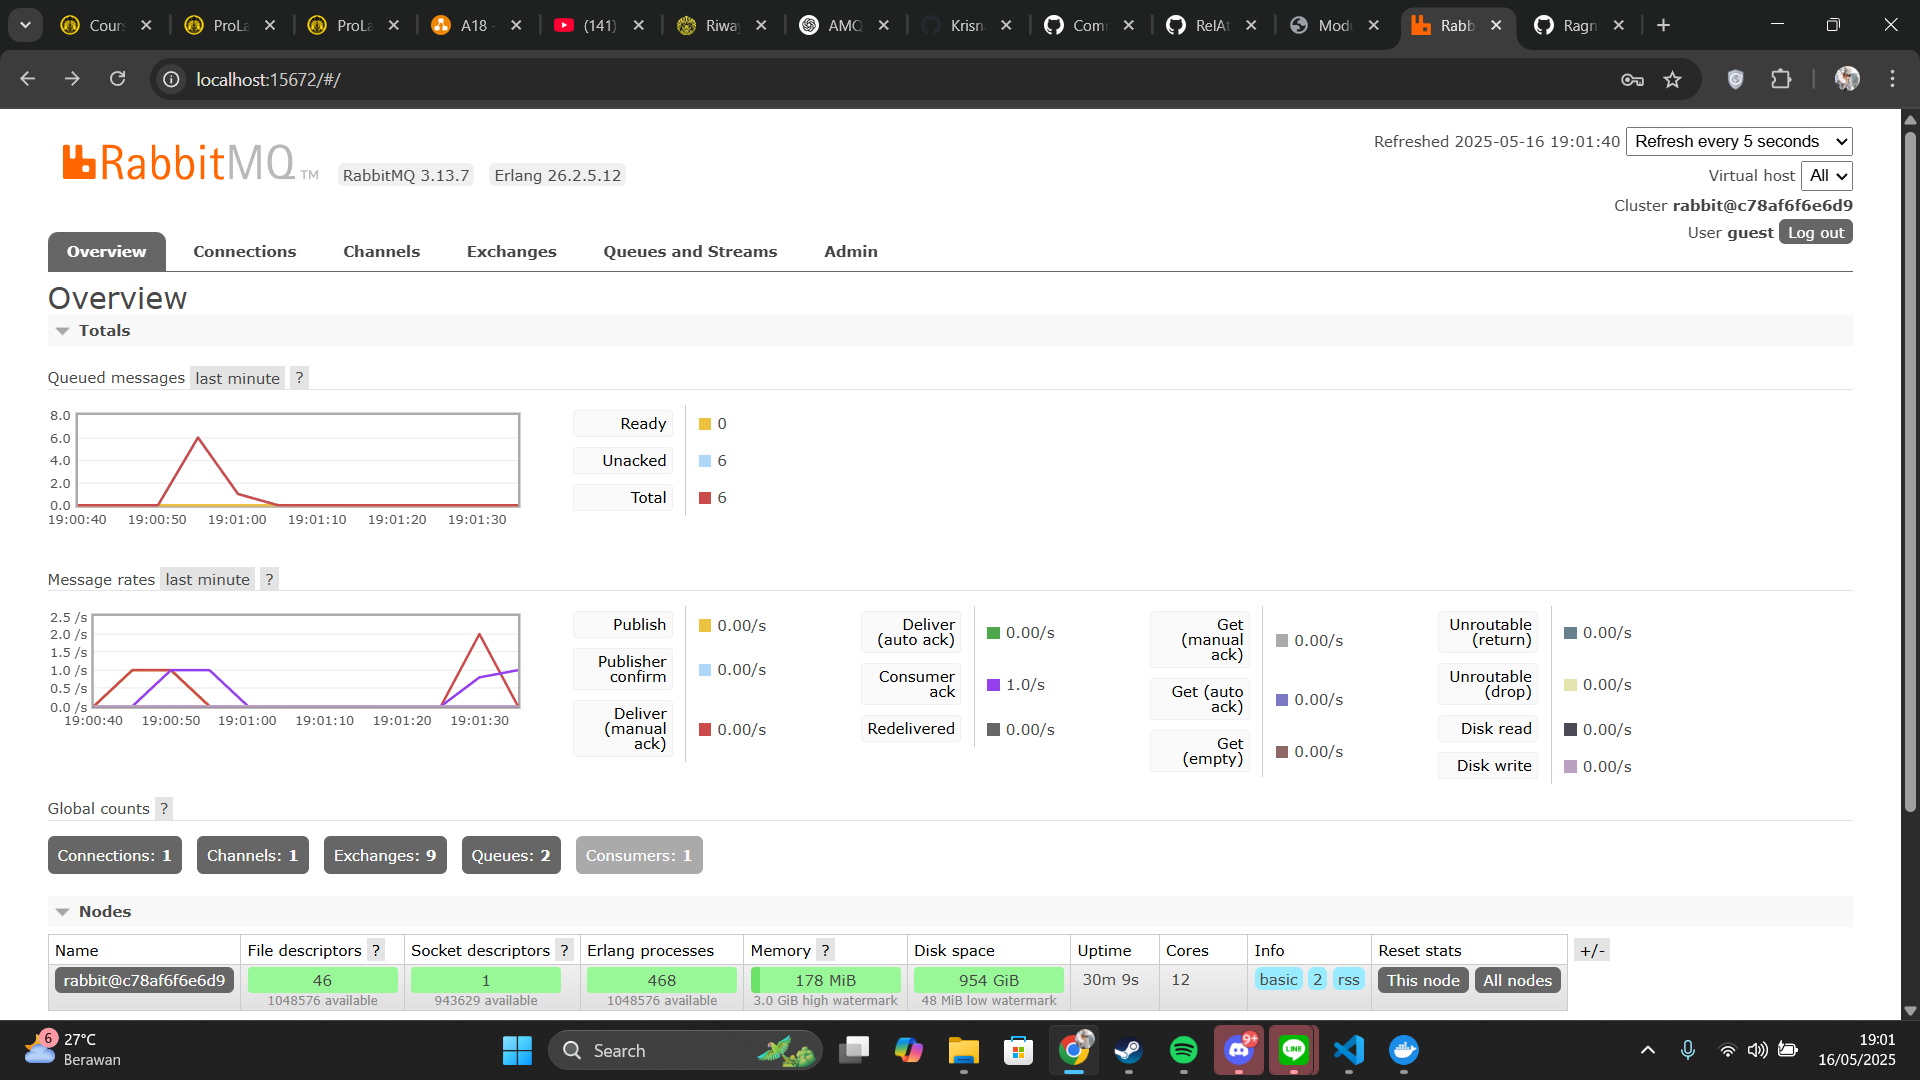 Cour
ProLa
ProLa
A18 -
(141)
Riwa
AMQ
Krisn
Com
RelAt
Modu
Rabb
Ragn
localhost:15672/#/
RabbitMQ TM
RabbitMQ 3.13.7
Erlang 26.2.5.12
Refreshed 2025-05-16 19:01:40
Refresh every 5 seconds
Virtual host All
Cluster rabbit@c78af6f6e6d9
User guest Log out
Overview
Connections
Channels
Exchanges
Queues and Streams
Admin
Overview
Totals
Queued messages last minute ?
8.0
6.0
4.0
2.0
0.0
19:00:40 19:00:50 19:01:00 19:01:10 19:01:20 19:01:30
Ready 0
Unacked 6
Total 6
Message rates last minute ?
2.5 /s
2.0 /s
1.5 /s
1.0 /s
0.5 /s
0.0 /s
19:00:40 19:00:50 19:01:00 19:01:10 19:01:20 19:01:30
Publish 0.00/s
Publisher
confirm 0.00/s
Deliver
(manual
ack) 0.00/s
Deliver
(auto ack) 0.00/s
Consumer
ack 1.0/s
Redelivered 0.00/s
Get
(manual
ack) 0.00/s
Get (auto
ack) 0.00/s
Get
(empty) 0.00/s
Unroutable
(return) 0.00/s
Unroutable
(drop) 0.00/s
Disk read 0.00/s
Disk write 0.00/s
Global counts ?
Connections: 1
Channels: 1
Exchanges: 9
Queues: 2
Consumers: 1
Nodes
Name File descriptors ? Socket descriptors ? Erlang processes Memory ? Disk space Uptime Cores Info Reset stats +/-
rabbit@c78af6f6e6d9 46 1 468 178 MiB 954 GiB 30m 9s 12 basic 2 rss This node All nodes
1048576 available 943629 available 1048576 available 3.0 GiB high watermark 48 MiB low watermark
6
27°C
Berawan
Search
9+
LINE
19:01
16/05/2025